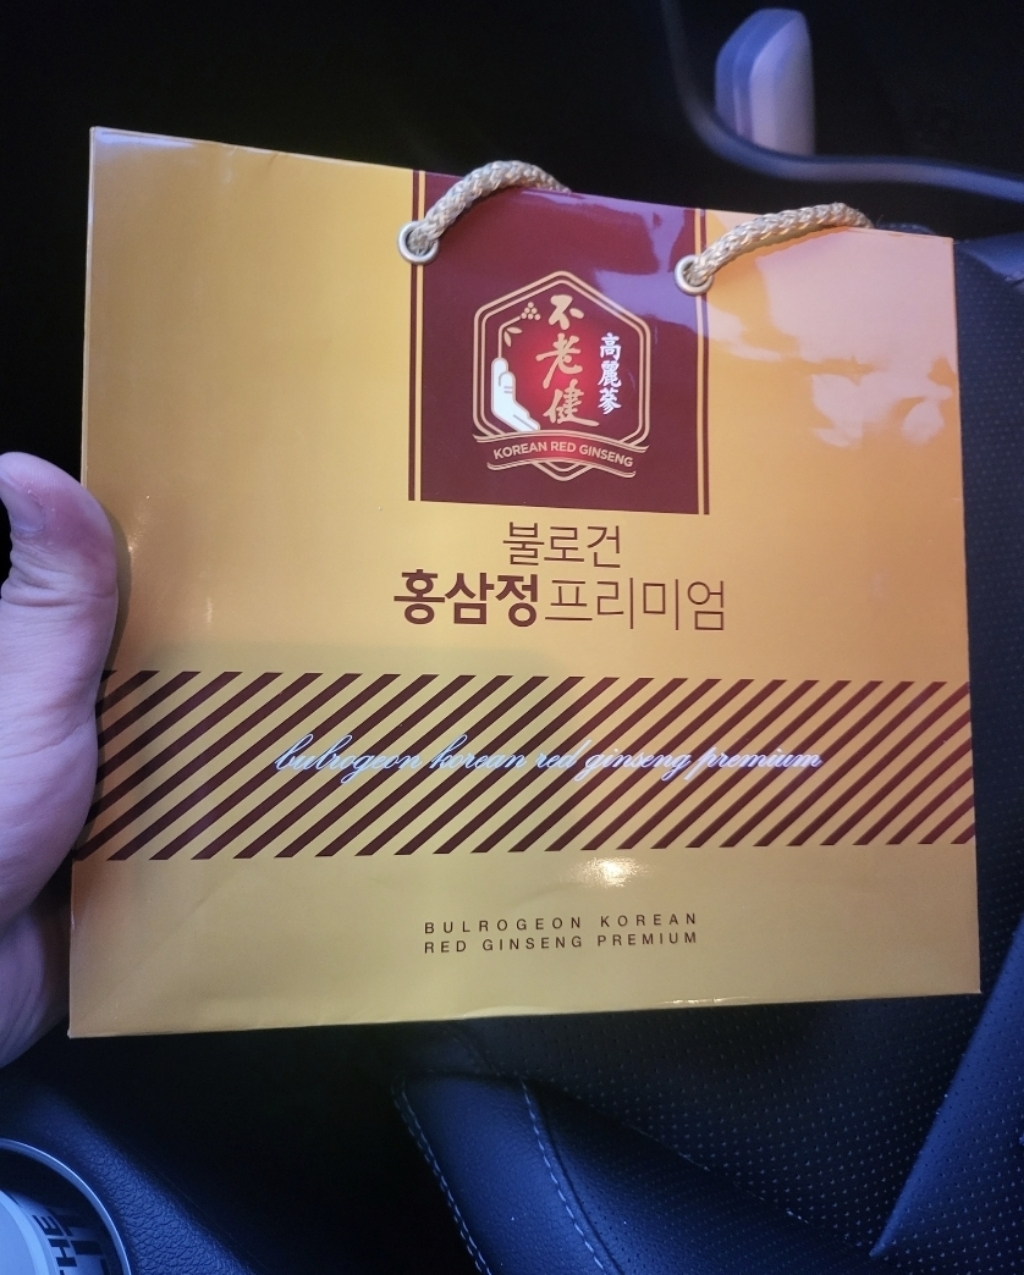 不老健
高麗蔘
KOREAN RED GINSENG
불로건
홍삼정프리미엄
bulrogeon korean red ginseng premium
BULROGEON KOREAN
RED GINSENG PREMIUM
THE